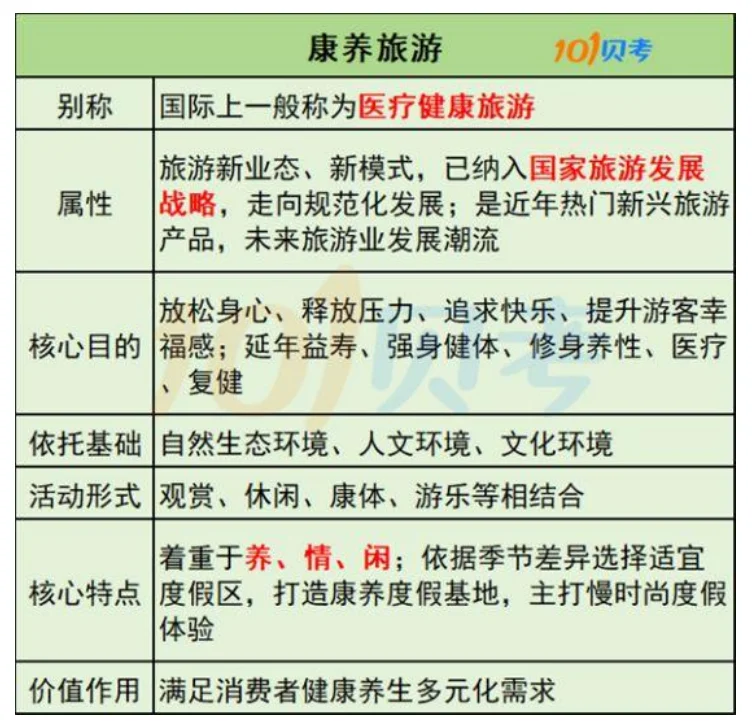 康养旅游
101贝考
别称
国际上一般称为医疗健康旅游
属性
旅游新业态、新模式，已纳入国家旅游发展
战略，走向规范化发展；是近年热门新兴旅游
产品，未来旅游业发展潮流
核心目的
放松身心、释放压力、追求快乐、提升游客幸
福感；延年益寿、强身健体、修身养性、医疗
、复健
101贝考
依托基础
自然生态环境、人文环境、文化环境
活动形式
观赏、休闲、康体、游乐等相结合
核心特点
着重于养、情、闲；依据季节差异选择适宜
度假区，打造康养度假基地，主打慢时尚度假
体验
价值作用
满足消费者健康养生多元化需求